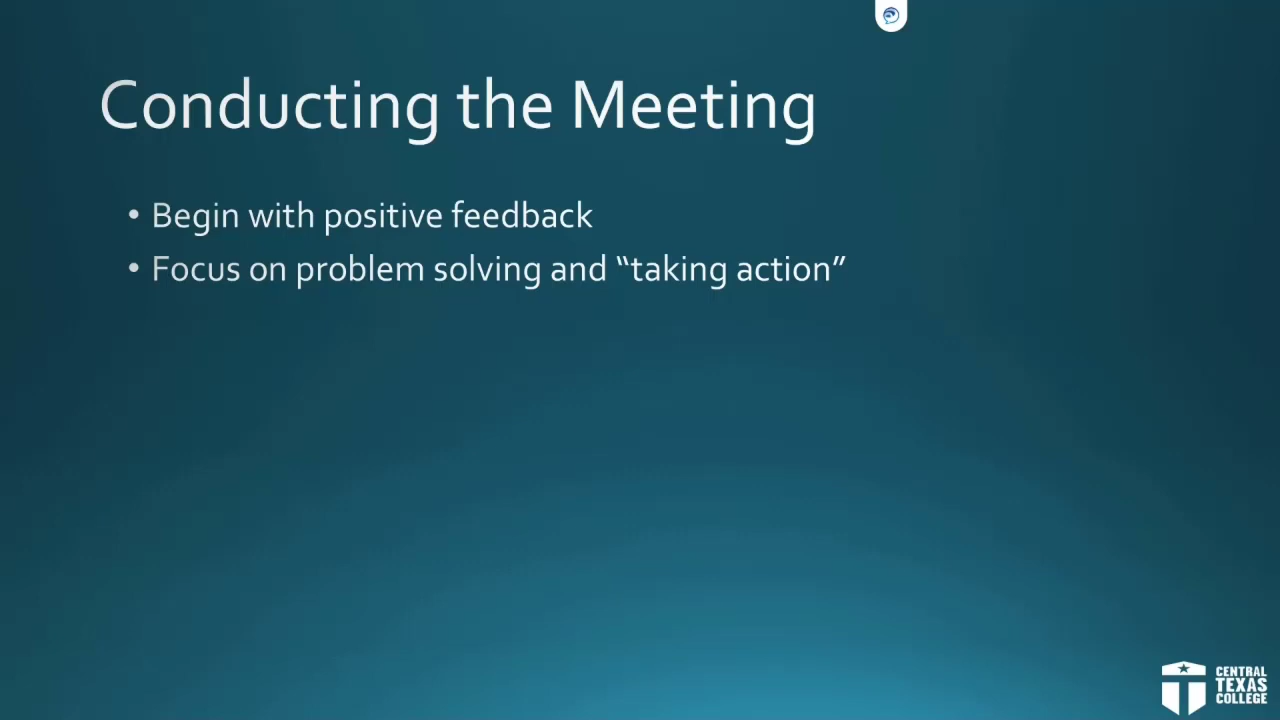 Conducting the Meeting
• Begin with positive feedback
• Focus on problem solving and “taking action”
CENTRAL
TEXAS
COLLEGE